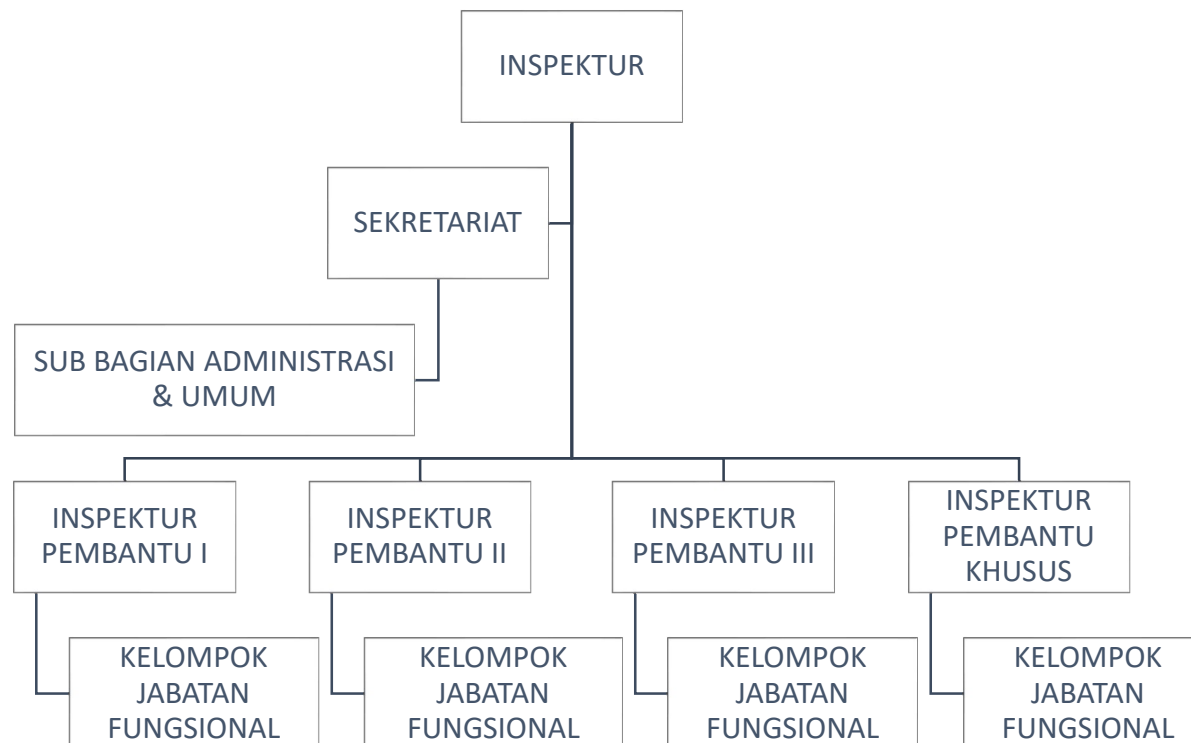 INSPEKTUR
SEKRETARIAT
SUB BAGIAN ADMINISTRASI
& UMUM
INSPEKTUR
PEMBANTU I
INSPEKTUR
PEMBANTU II
INSPEKTUR
PEMBANTU III
INSPEKTUR
PEMBANTU
KHUSUS
KELOMPOK
JABATAN
FUNGSIONAL
KELOMPOK
JABATAN
FUNGSIONAL
KELOMPOK
JABATAN
FUNGSIONAL
KELOMPOK
JABATAN
FUNGSIONAL